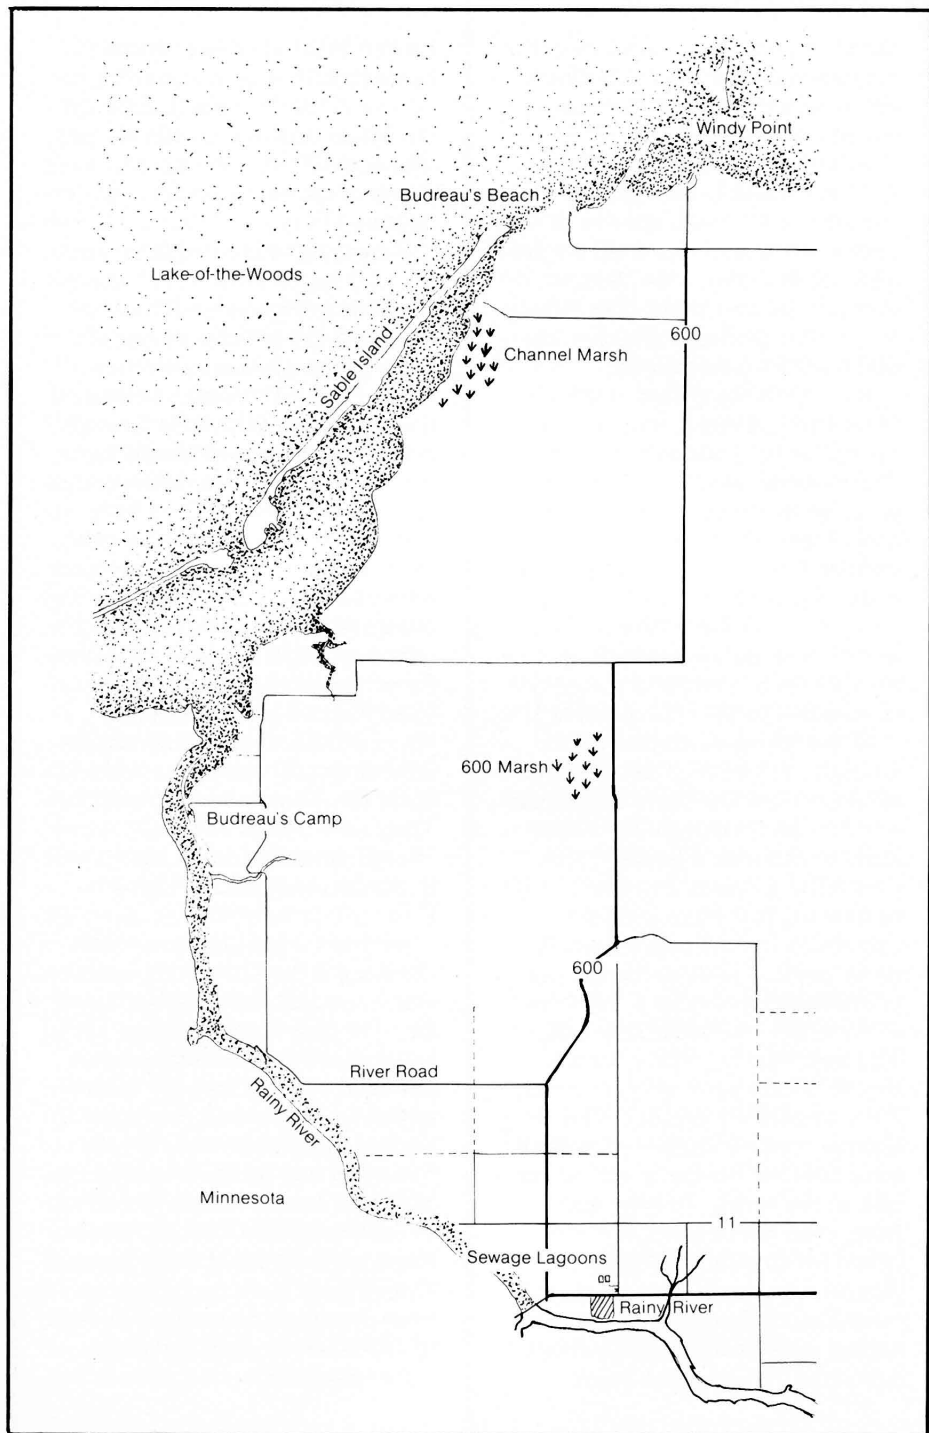 Windy Point
Budreau's Beach
Lake-of-the-Woods
600
Sable Island
Channel Marsh
600 Marsh
Budreau's Camp
600
River Road
Rainy River
Minnesota
11
Sewage Lagoons
Rainy River